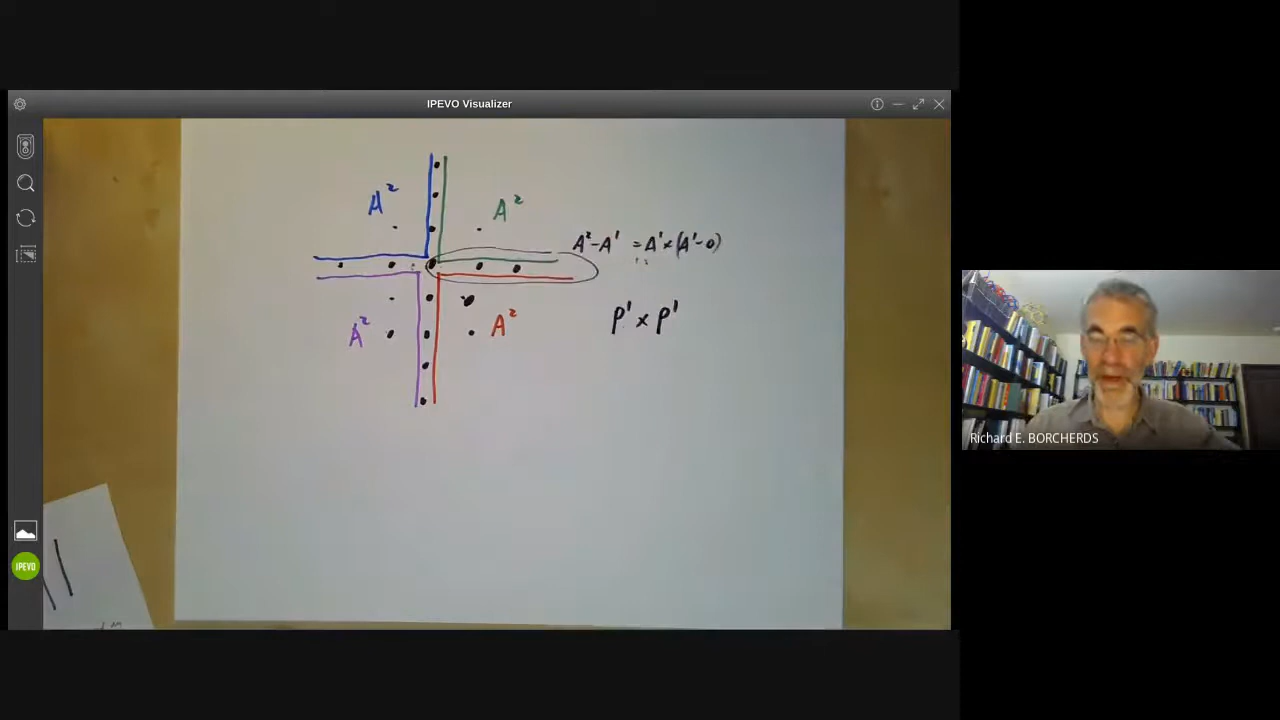 IPEVO Visualizer
A²
A²
A²-A¹ = A¹×(A¹-0)
A²
A²
P¹ × P¹
Richard E. BORCHERDS
IPEVO